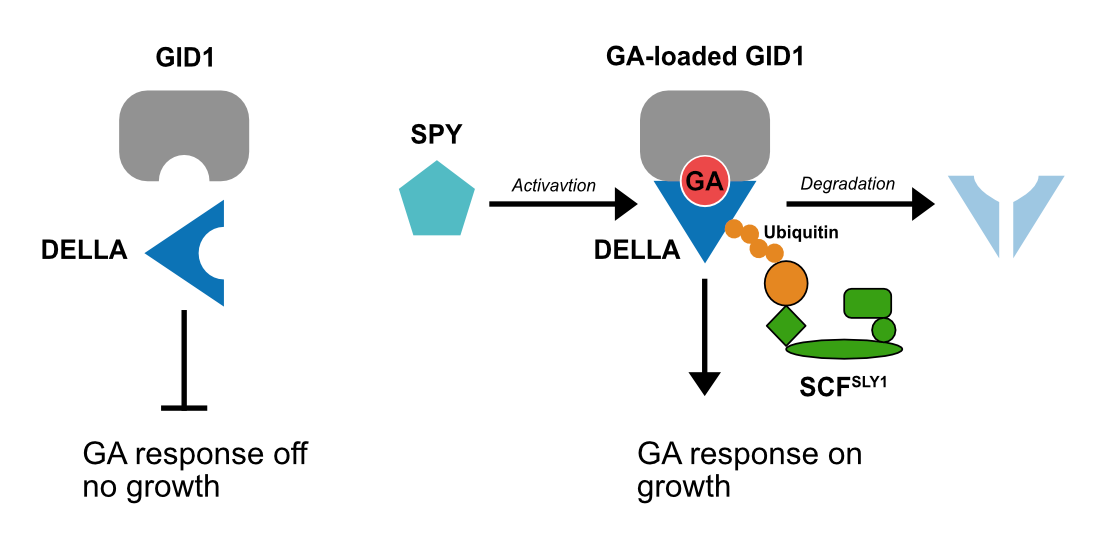 GID1
DELLA
GA response off
no growth
SPY
Activavtion
GA-loaded GID1
GA
DELLA
Ubiquitin
SCFSLY1
Degradation
GA response on
growth